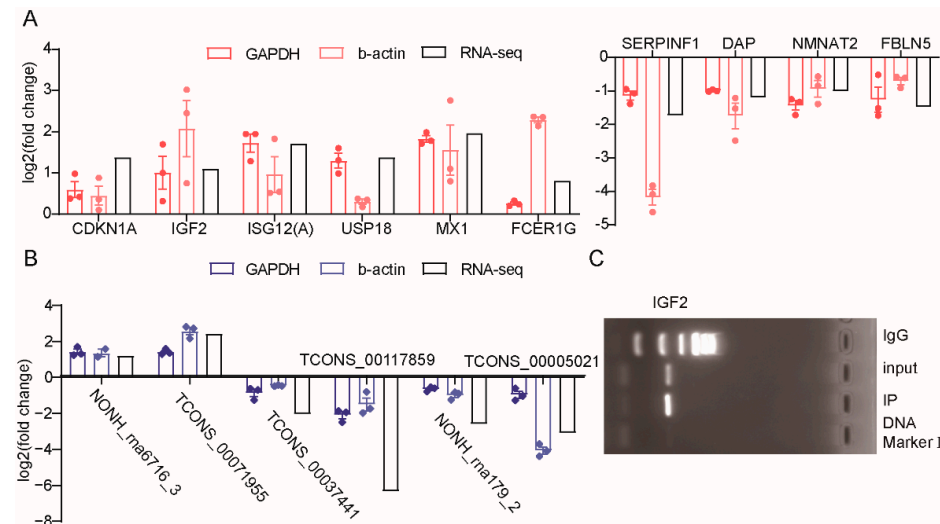 A
GAPDH b-actin RNA-seq
log2(fold change)
4
3
2
1
0
CDKN1A IGF2 ISG12(A) USP18 MX1 FCER1G
SERPINF1 DAP NMNAT2 FBLN5
0
-1
-2
-3
-4
-5
B
GAPDH b-actin RNA-seq
log2(fold change)
4
2
0
−2
−4
−6
−8
NONH_rna6716_3
TCONS_00071955
TCONS_00037441
TCONS_00117859
NONH_rna179_2
TCONS_00005021
C
IGF2
IgG
input
IP
DNA
Marker I